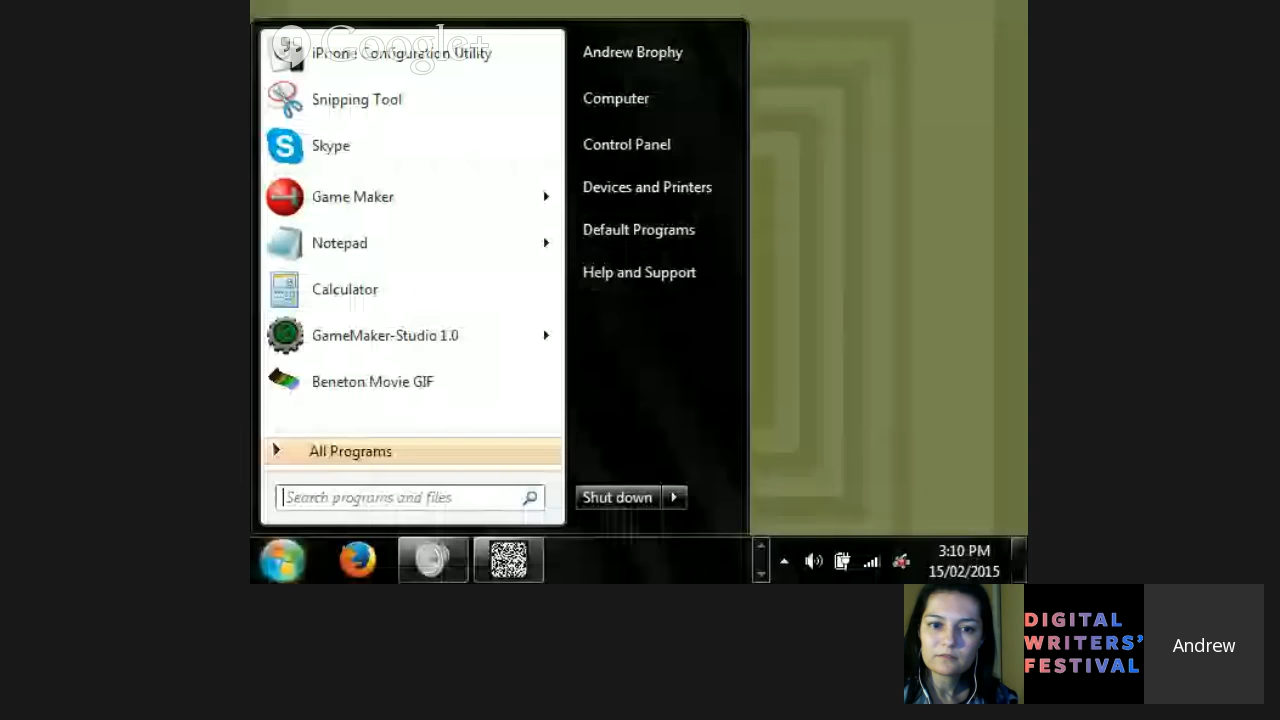 Google+
iPhone Configuration Utility
Snipping Tool
Skype
Game Maker
Notepad
Calculator
GameMaker-Studio 1.0
Beneton Movie GIF
All Programs
Search programs and files
Andrew Brophy
Computer
Control Panel
Devices and Printers
Default Programs
Help and Support
Shut down
3:10 PM
15/02/2015
DIGITAL
WRITERS'
FESTIVAL
Andrew